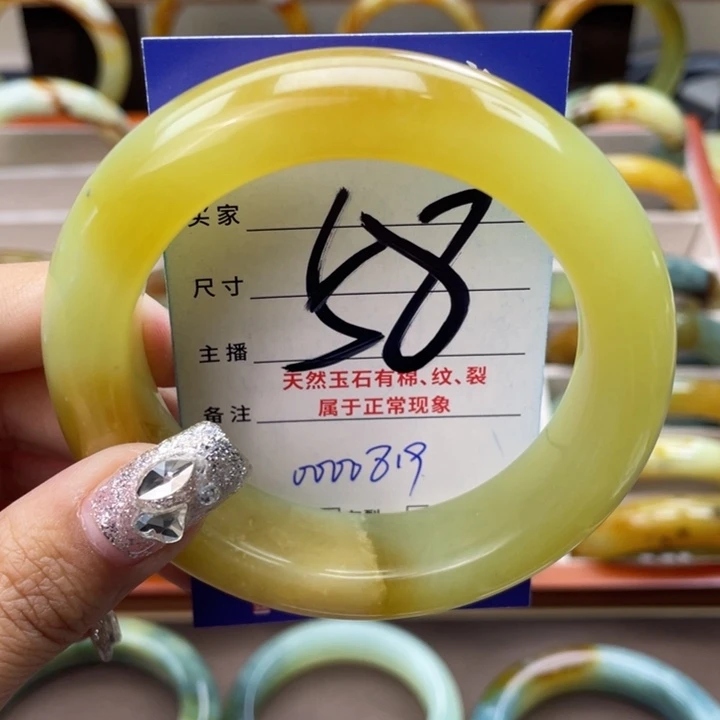 买家
58
尺寸
主播
天然玉石有棉、纹、裂
属于正常现象
备注
0000819